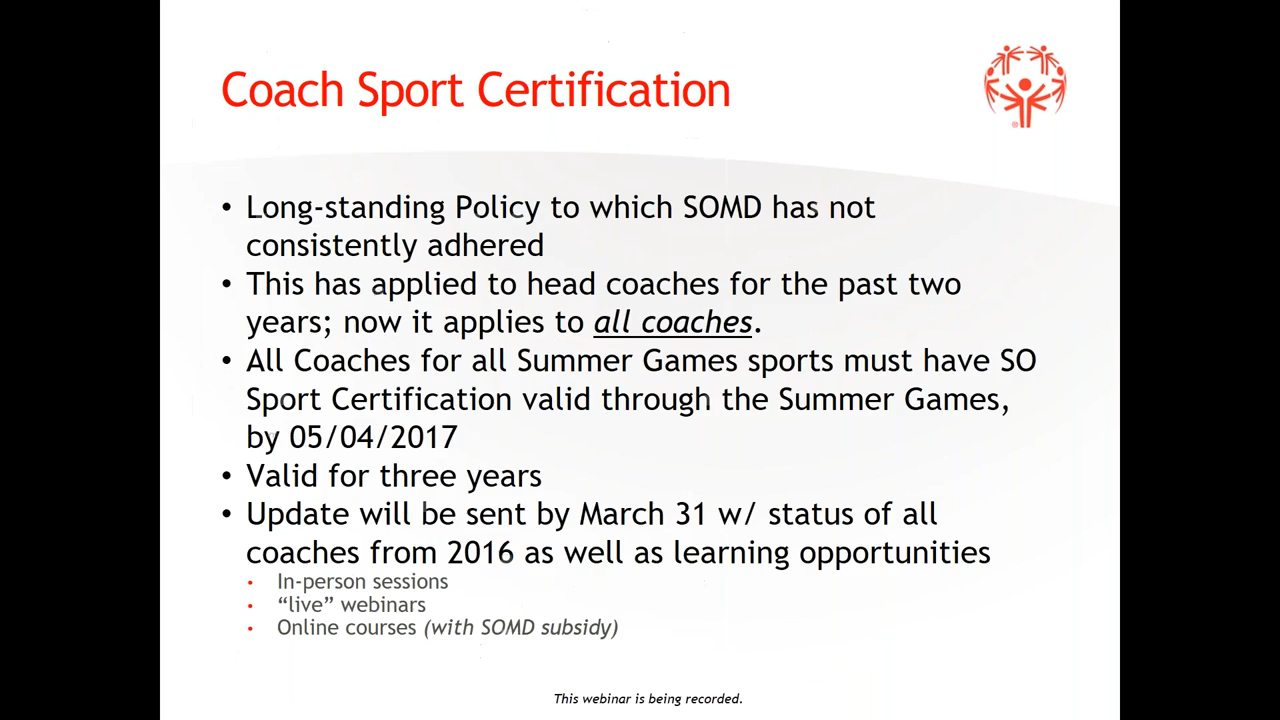 Coach Sport Certification
• Long-standing Policy to which SOMD has not
consistently adhered
• This has applied to head coaches for the past two
years; now it applies to all coaches.
• All Coaches for all Summer Games sports must have SO
Sport Certification valid through the Summer Games,
by 05/04/2017
• Valid for three years
• Update will be sent by March 31 w/ status of all
coaches from 2016 as well as learning opportunities
• In-person sessions
• “live” webinars
• Online courses (with SOMD subsidy)
This webinar is being recorded.